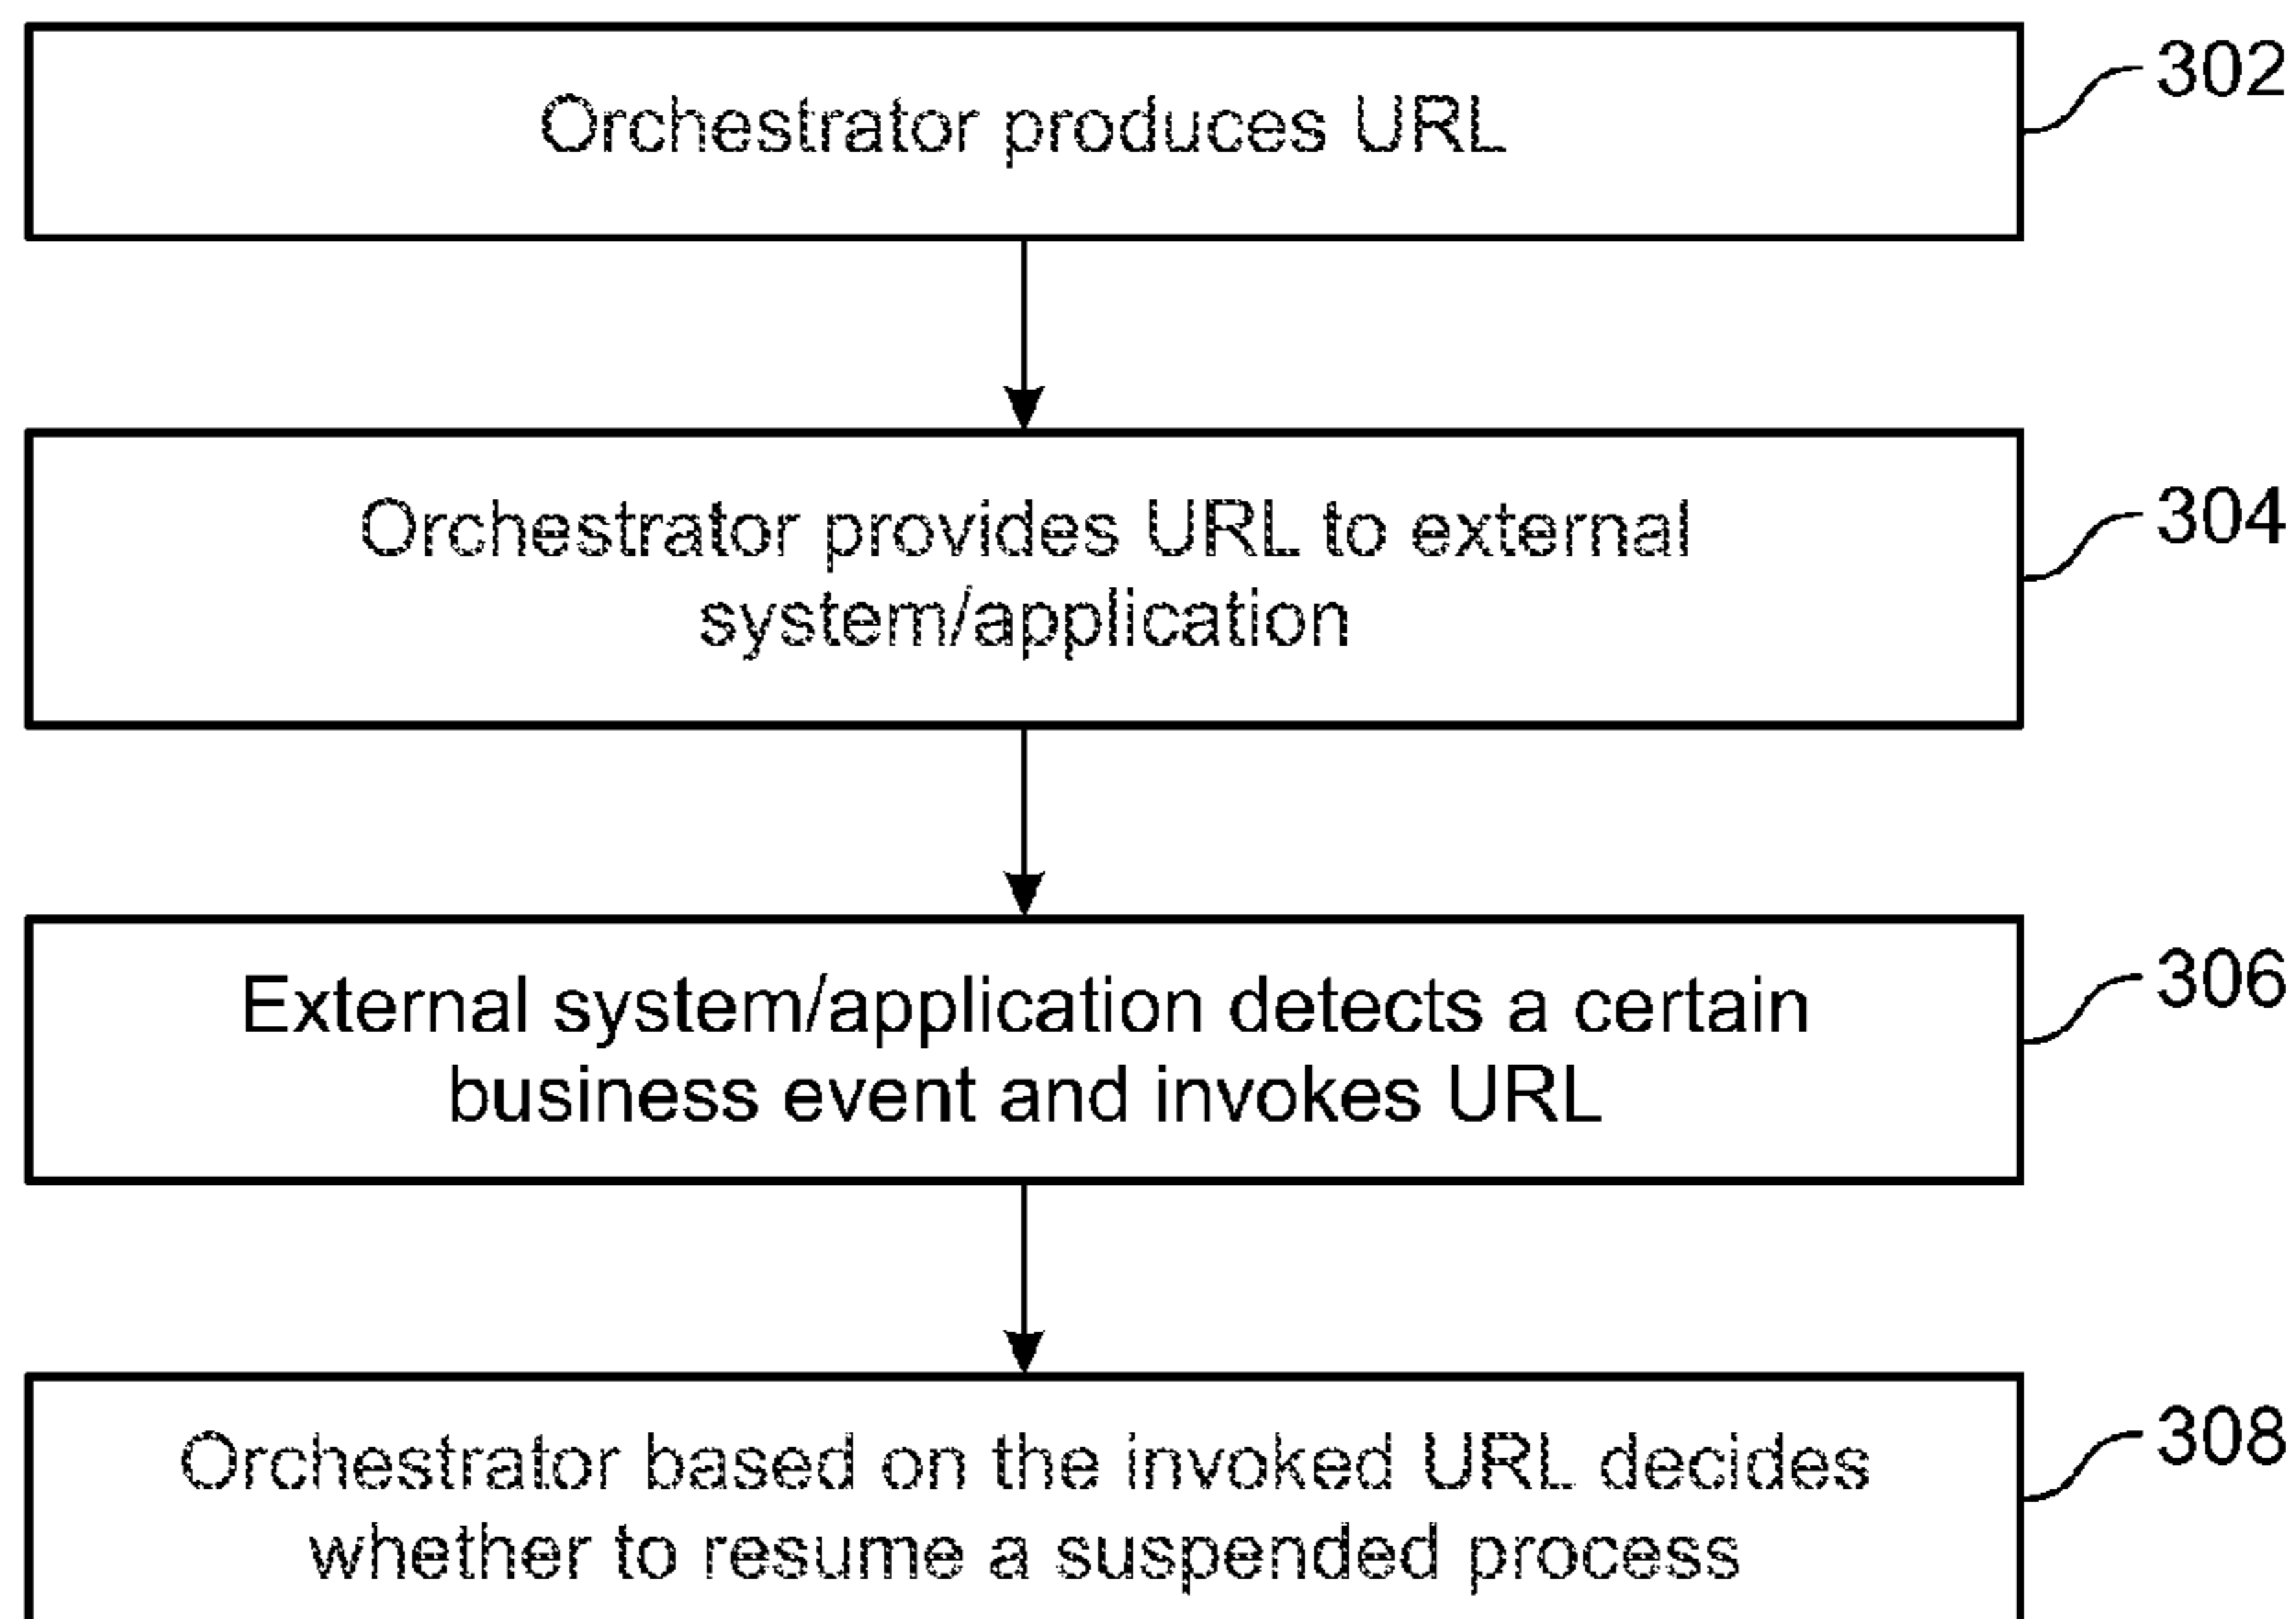 Orchestrator produces URL
302
Orchestrator provides URL to external
system/application
304
External system/application detects a certain
business event and invokes URL
306
Orchestrator based on the invoked URL decides
whether to resume a suspended process
308